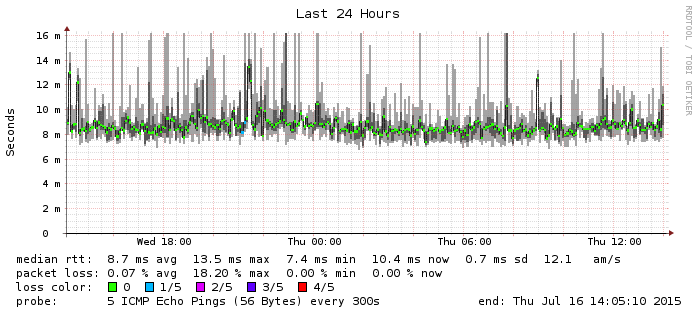 Last 24 Hours
RRDTOOL / TOBI OETIKER
Seconds
16 m
14 m
12 m
10 m
8 m
6 m
4 m
2 m
0
Wed 18:00 Thu 00:00 Thu 06:00 Thu 12:00
median rtt: 8.7 ms avg 13.5 ms max 7.4 ms min 10.4 ms now 0.7 ms sd 12.1 am/s
packet loss: 0.07 % avg 18.20 % max 0.00 % min 0.00 % now
loss color: 0 1/5 2/5 3/5 4/5
probe: 5 ICMP Echo Pings (56 Bytes) every 300s end: Thu Jul 16 14:05:10 2015